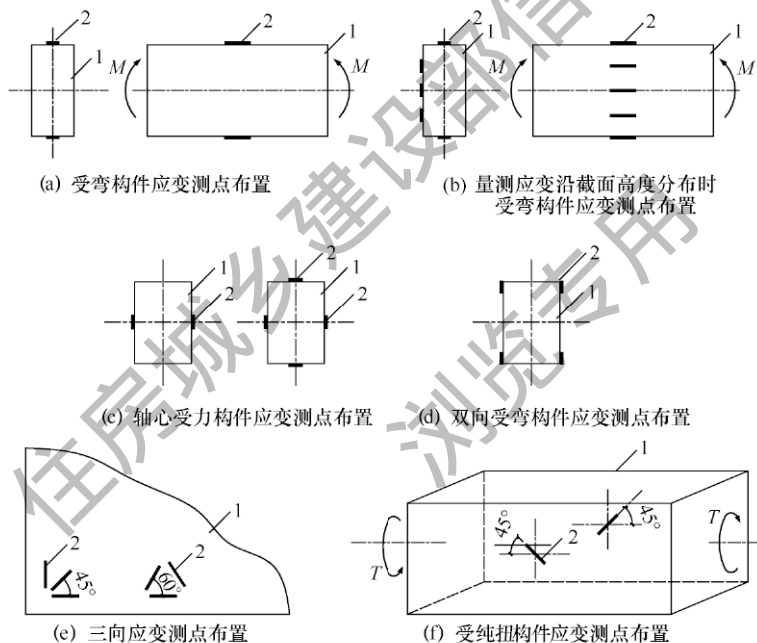 2
1
M
2
1
M
(a) 受弯构件应变测点布置
2
1
M
2
1
M
(b) 量测应变沿截面高度分布时
受弯构件应变测点布置
1
2
2
1
2
(c) 轴心受力构件应变测点布置
2
1
(d) 双向受弯构件应变测点布置
1
2
45°
2
60°
(e) 三向应变测点布置
1
T
45°
2
45°
T
(f) 受纯扭构件应变测点布置
住房城乡建设部信
浏览专用